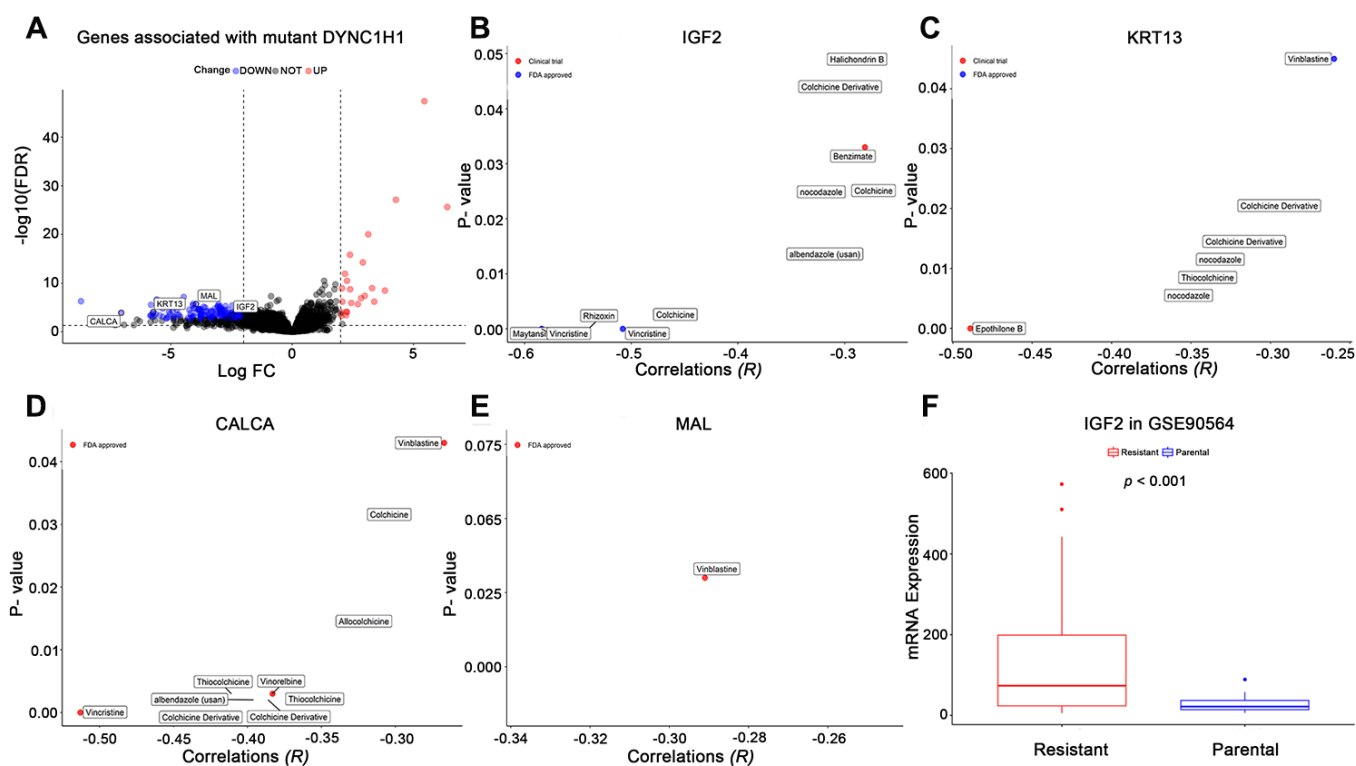 A
Genes associated with mutant DYNC1H1
Change DOWN NOT UP
-log10(FDR)
40
30
20
10
0
KRT13
MAL
IGF2
CALCA
-5
0
5
Log FC
B
IGF2
Clinical trial
FDA approved
P- value
0.05
0.04
0.03
0.02
0.01
0.00
Halichondrin B
Colchicine Derivative
Benzimate
nocodazole
Colchicine
albendazole (usan)
Rhizoxin
Colchicine
Maytansi
Vincristine
Vincristine
-0.6
-0.5
-0.4
-0.3
Correlations (R)
C
KRT13
Clinical trial
FDA approved
P- value
0.04
0.03
0.02
0.01
0.00
Vinblastine
Colchicine Derivative
Colchicine Derivative
nocodazole
Thiocolchicine
nocodazole
Epothilone B
-0.50
-0.45
-0.40
-0.35
-0.30
-0.25
Correlations (R)
D
CALCA
FDA approved
P- value
0.04
0.03
0.02
0.01
0.00
Vinblastine
Colchicine
Allocolchicine
Thiocolchicine
Vinorelbine
albendazole (usan)
Thiocolchicine
Colchicine Derivative
Colchicine Derivative
Vincristine
-0.50
-0.45
-0.40
-0.35
-0.30
Correlations (R)
E
MAL
FDA approved
P- value
0.075
0.065
0.025
0.000
Vinblastine
-0.34
-0.32
-0.30
-0.28
-0.26
Correlations (R)
F
IGF2 in GSE90564
Resistant Parental
p < 0.001
mRNA Expression
600
400
200
0
Resistant
Parental